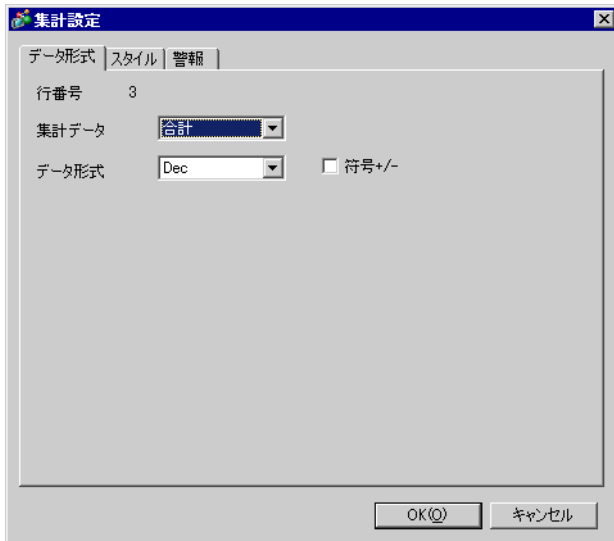 集計設定
データ形式 スタイル 警報
行番号 3
集計データ 合計
データ形式 Dec 符号+/-
OK(O) キャンセル